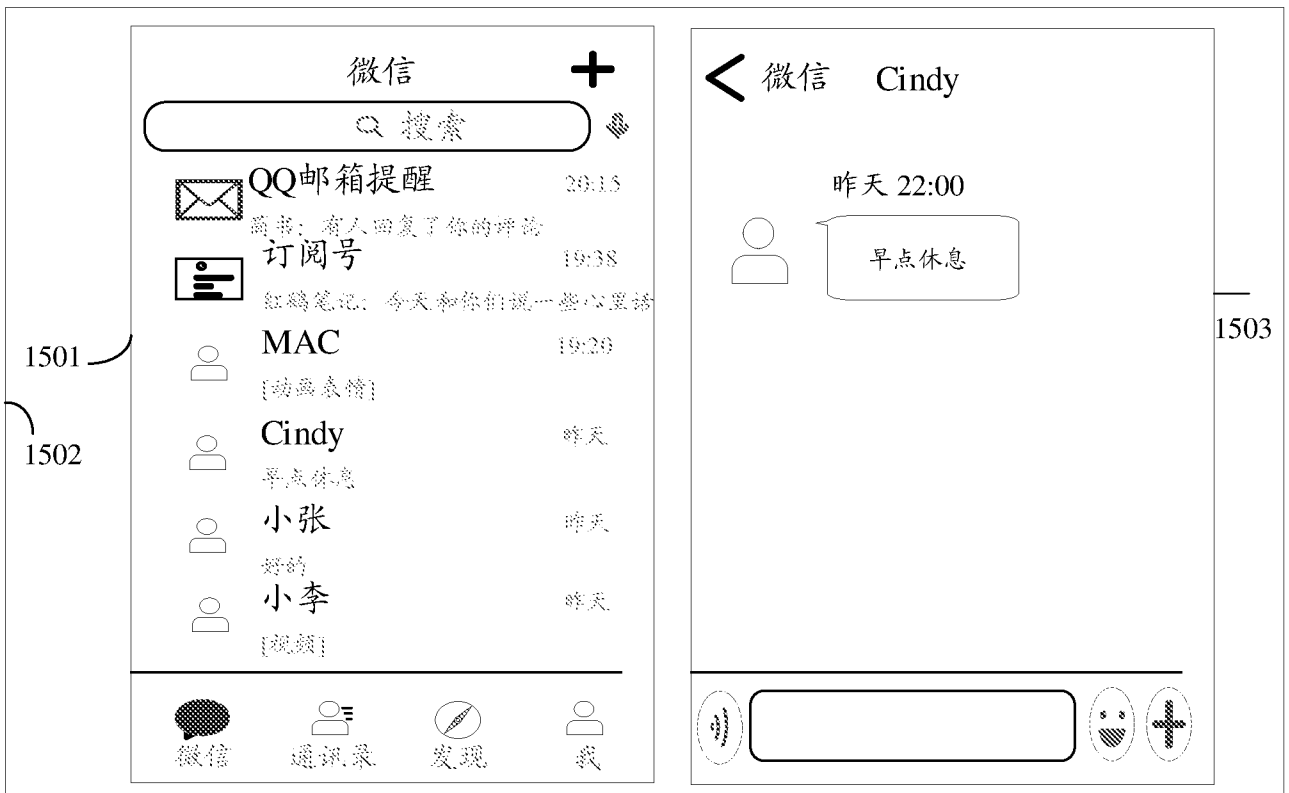 微信
搜索
QQ邮箱提醒 20:15
简书：有人回复了你的评论
订阅号 19:38
红鹅笔记：今天和你们说一些心里话
MAC 19:20
[动画表情]
Cindy 昨天
早点休息
小张 昨天
好的
小李 昨天
[视频]
微信 通讯录 发现 我
1501
1502
微信 Cindy
昨天 22:00
早点休息
1503